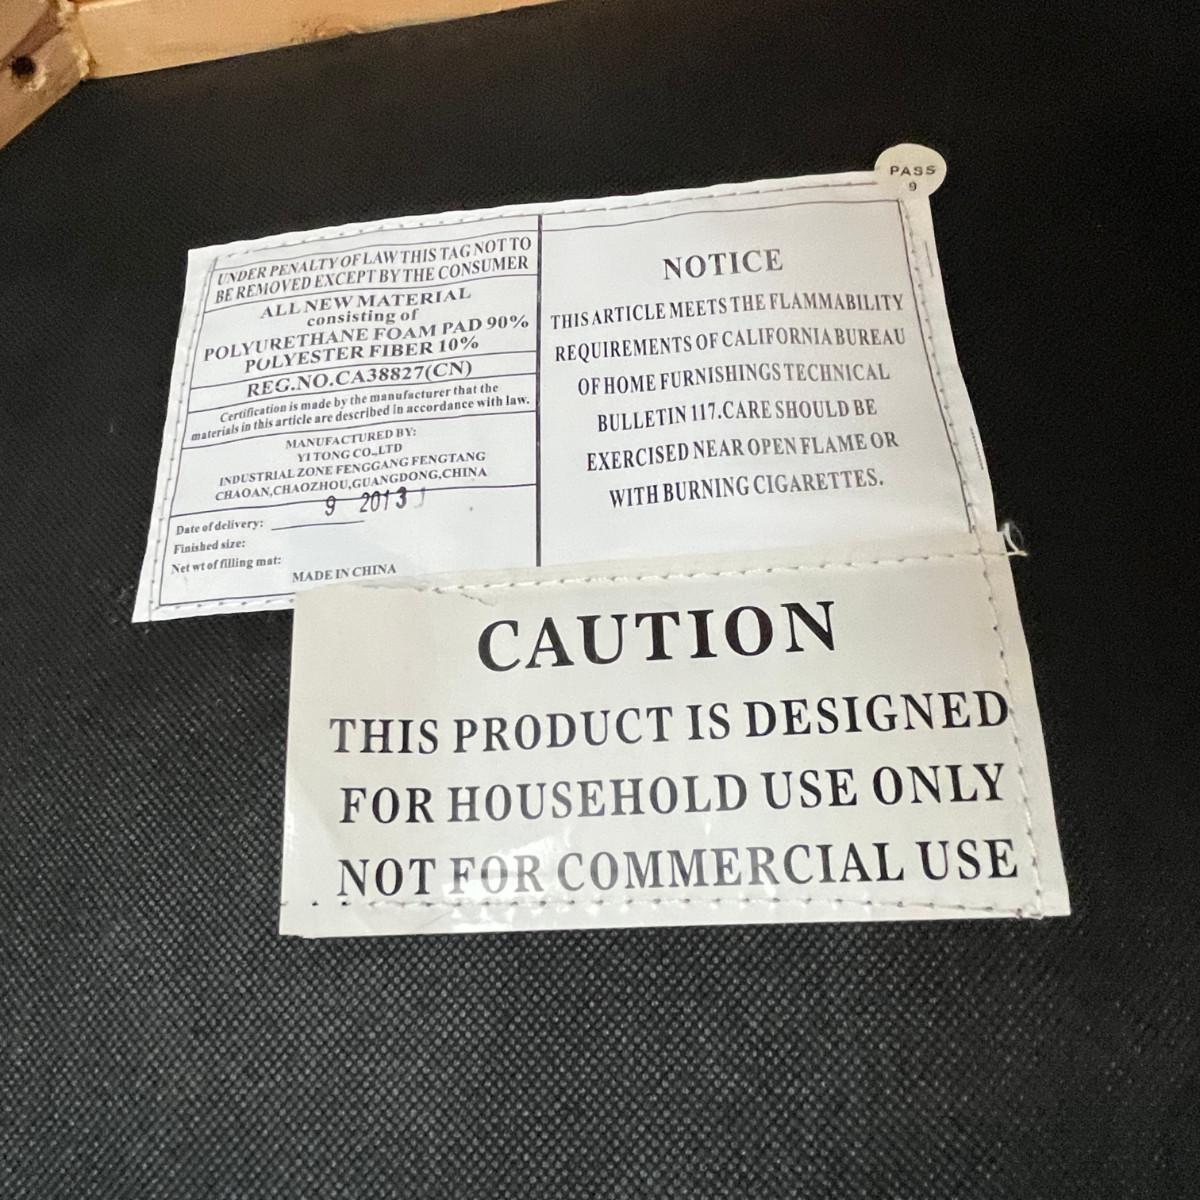 PASS
9
UNDER PENALTY OF LAW THIS TAG NOT TO
BE REMOVED EXCEPT BY THE CONSUMER
ALL NEW MATERIAL
consisting of
POLYURETHANE FOAM PAD 90%
POLYESTER FIBER 10%
REG.NO.CA38827(CN)
Certification is made by the manufacturer that the
materials in this article are described in accordance with law.
MANUFACTURED BY:
YI TONG CO.,LTD
INDUSTRIAL ZONE FENGGANG FENGTANG
CHAOAN,CHAOZHOU,GUANGDONG,CHINA
9 2013
Date of delivery:
Finished size:
Net wt of filling mat:
MADE IN CHINA
NOTICE
THIS ARTICLE MEETS THE FLAMMABILITY
REQUIREMENTS OF CALIFORNIA BUREAU
OF HOME FURNISHINGS TECHNICAL
BULLETIN 117.CARE SHOULD BE
EXERCISED NEAR OPEN FLAME OR
WITH BURNING CIGARETTES.
CAUTION
THIS PRODUCT IS DESIGNED
FOR HOUSEHOLD USE ONLY
NOT FOR COMMERCIAL USE